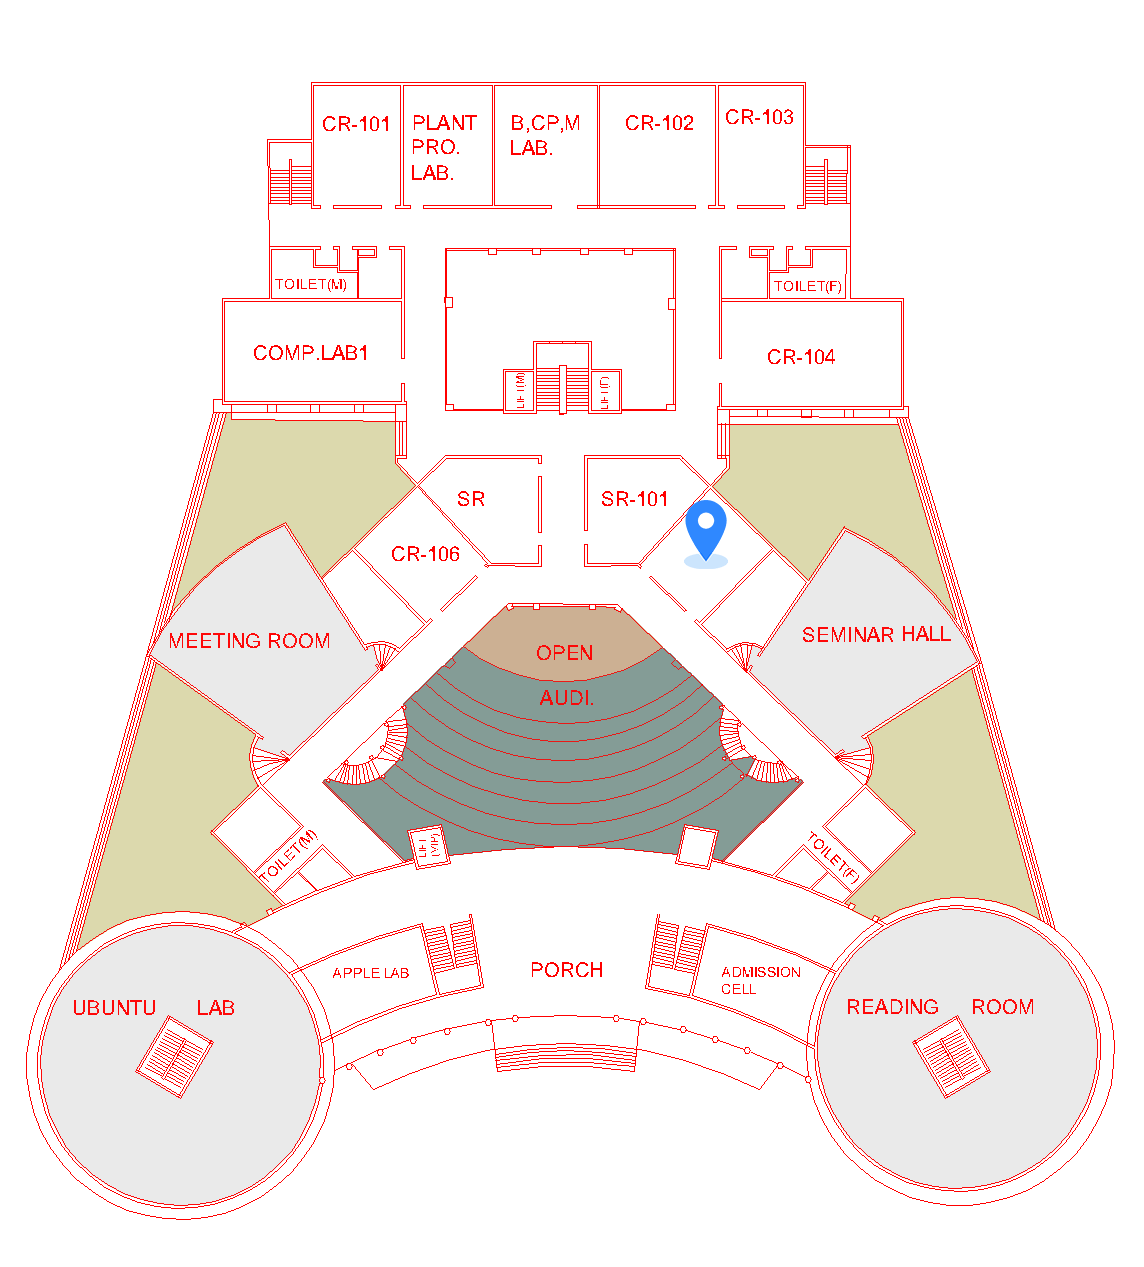 CR-101
PLANT
PRO.
LAB.
B,CP,M
LAB.
CR-102
CR-103
TOILET(M)
TOILET(F)
COMP.LAB1
CR-104
LIFT(M)
LIFT(F)
SR
SR-101
CR-106
MEETING ROOM
SEMINAR HALL
OPEN
AUDI.
LIFT
(VIP)
TOILET(M)
TOILET(F)
APPLE LAB
PORCH
ADMISSION
CELL
UBUNTU LAB
READING ROOM